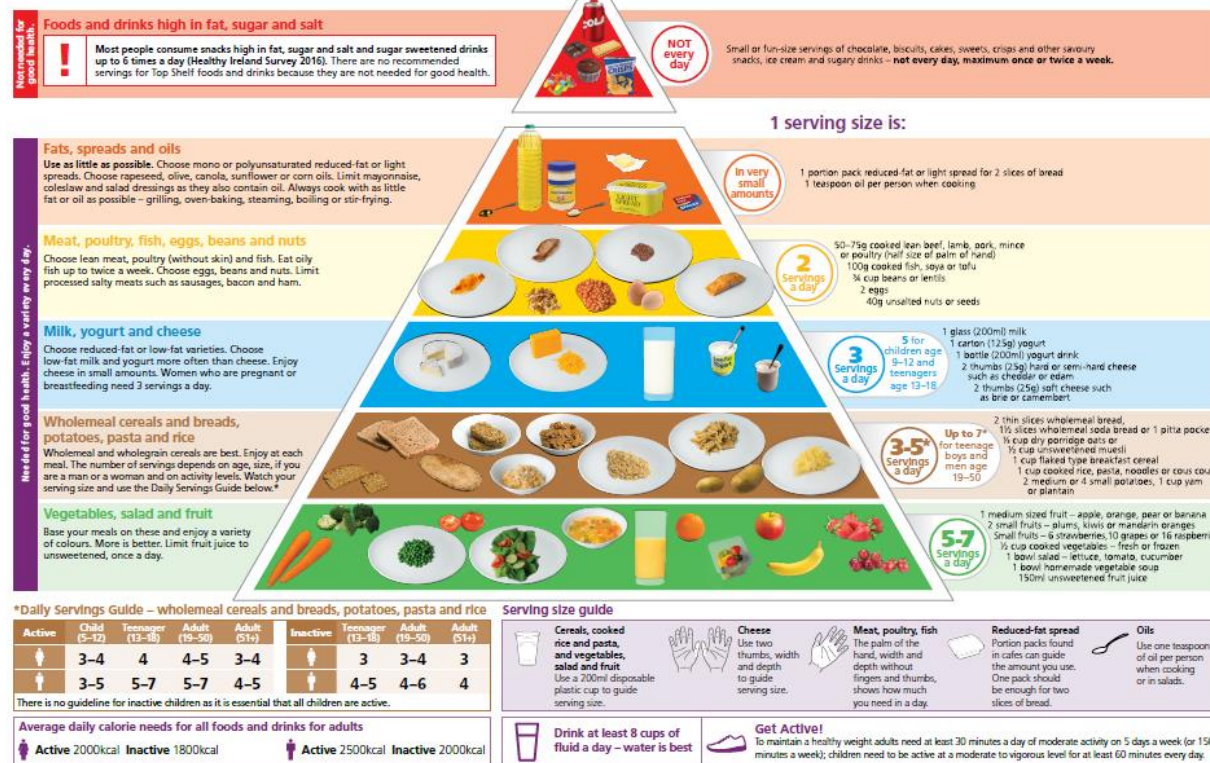 Not needed for
good health.
Foods and drinks high in fat, sugar and salt
!
Most people consume snacks high in fat, sugar and salt and sugar sweetened drinks
up to 6 times a day (Healthy Ireland Survey 2016). There are no recommended
servings for Top Shelf foods and drinks because they are not needed for good health.
COLA
CRISPS
NOT
every
day
Small or fun-size servings of chocolate, biscuits, cakes, sweets, crisps and other savoury
snacks, ice cream and sugary drinks – not every day, maximum once or twice a week.
1 serving size is:
Needed for good health. Enjoy a variety every day.
Fats, spreads and oils
Use as little as possible. Choose mono or polyunsaturated reduced-fat or light
spreads. Choose rapeseed, olive, canola, sunflower or corn oils. Limit mayonnaise,
coleslaw and salad dressings as they also contain oil. Always cook with as little
fat or oil as possible – grilling, oven-baking, steaming, boiling or stir-frying.
LIGHT
SPREAD
In very
small
amounts
1 portion pack reduced-fat or light spread for 2 slices of bread
1 teaspoon oil per person when cooking
Meat, poultry, fish, eggs, beans and nuts
Choose lean meat, poultry (without skin) and fish. Eat oily
fish up to twice a week. Choose eggs, beans and nuts. Limit
processed salty meats such as sausages, bacon and ham.
2
Servings
a day
50–75g cooked lean beef, lamb, pork, mince
or poultry (half size of palm of hand)
100g cooked fish, soya or tofu
¾ cup beans or lentils
2 eggs
40g unsalted nuts or seeds
Milk, yogurt and cheese
Choose reduced-fat or low-fat varieties. Choose
low-fat milk and yogurt more often than cheese. Enjoy
cheese in small amounts. Women who are pregnant or
breastfeeding need 3 servings a day.
3
Servings
a day
5 for
children age
9–12 and
teenagers
age 13–18
1 glass (200ml) milk
1 carton (125g) yogurt
1 bottle (200ml) yogurt drink
2 thumbs (25g) hard or semi-hard cheese
such as cheddar or edam
2 thumbs (25g) soft cheese such
as brie or camembert
Wholemeal cereals and breads,
potatoes, pasta and rice
Wholemeal and wholegrain cereals are best. Enjoy at each
meal. The number of servings depends on age, size, if you
are a man or a woman and on activity levels. Watch your
serving size and use the Daily Servings Guide below.*
3-5*
Servings
a day
Up to 7*
for teenage
boys and
men age
19–50
2 thin slices wholemeal bread,
1½ slices wholemeal soda bread or 1 pitta pocke
⅓ cup dry porridge oats or
½ cup unsweetened muesli
1 cup flaked type breakfast cereal
1 cup cooked rice, pasta, noodles or cous cou
2 medium or 4 small potatoes, 1 cup yam
or plantain
Vegetables, salad and fruit
Base your meals on these and enjoy a variety
of colours. More is better. Limit fruit juice to
unsweetened, once a day.
5-7
Servings
a day
1 medium sized fruit – apple, orange, pear or banana
2 small fruits – plums, kiwis or mandarin oranges
Small fruits – 6 strawberries, 10 grapes or 16 raspberri
½ cup cooked vegetables – fresh or frozen
1 bowl salad – lettuce, tomato, cucumber
1 bowl homemade vegetable soup
150ml unsweetened fruit juice
*Daily Servings Guide – wholemeal cereals and breads, potatoes, pasta and rice
Active Child (5–12) Teenager (13–18) Adult (19–50) Adult (51+) Inactive Teenager (13–18) Adult (19–50) Adult (51+)
3–4 4 4–5 3–4 3 3–4 3
3–5 5–7 5–7 4–5 4–5 4–6
There is no guideline for inactive children as it is essential that all children are active.
Average daily calorie needs for all foods and drinks for adults
Active 2000kcal Inactive 1800kcal Active 2500kcal Inactive 2000kcal
Serving size guide
Cereals, cooked
rice and pasta,
and vegetables,
salad and fruit
Use a 200ml disposable
plastic cup to guide
serving size.
Cheese
Use two
thumbs, width
and depth
to guide
serving size.
Meat, poultry, fish
The palm of the
hand, width and
depth without
fingers and thumbs,
shows how much
you need in a day.
Reduced-fat spread
Portion packs found
in cafes can guide
the amount you use.
One pack should
be enough for two
slices of bread.
Oils
Use one teaspoon
of oil per person
when cooking
or in salads.
Drink at least 8 cups of
fluid a day – water is best
Get Active!
To maintain a healthy weight adults need at least 30 minutes a day of moderate activity on 5 days a week (or 150
minutes a week); children need to be active at a moderate to vigorous level for at least 60 minutes every day.